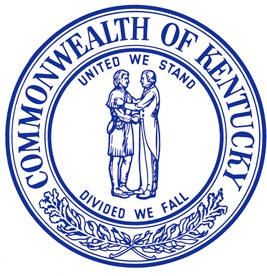 COMMONWEALTH OF KENTUCKY
UNITED WE STAND
DIVIDED WE FALL